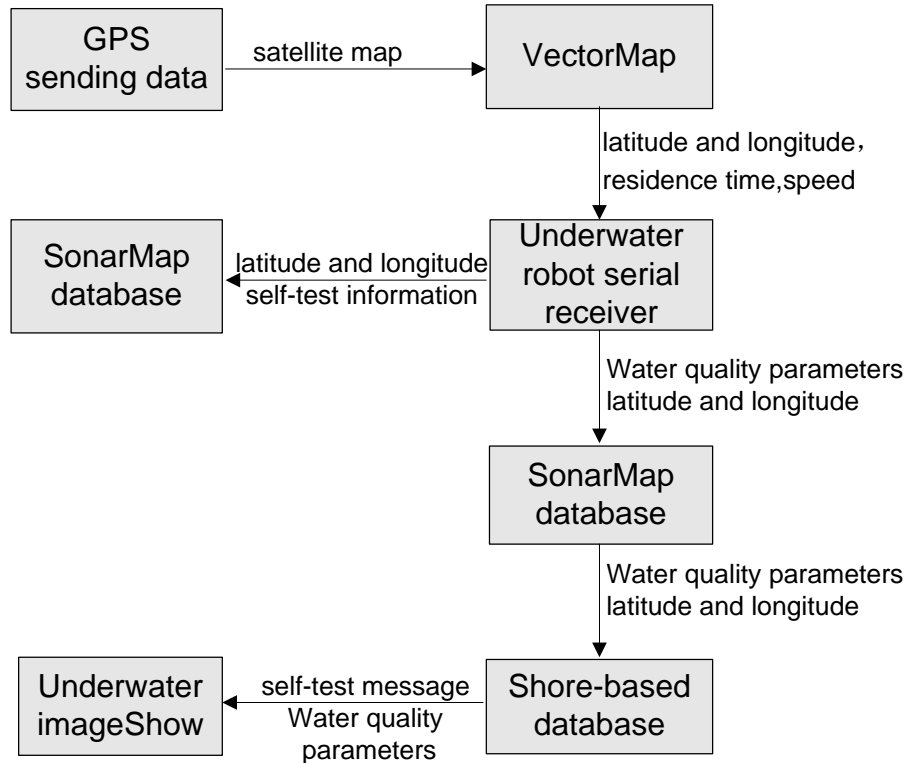 GPS
sending data
satellite map
VectorMap
latitude and longitude，
residence time,speed
SonarMap
database
latitude and longitude
self-test information
Underwater
robot serial
receiver
Water quality parameters
latitude and longitude
SonarMap
database
Water quality parameters
latitude and longitude
Underwater
imageShow
self-test message
Water quality
parameters
Shore-based
database